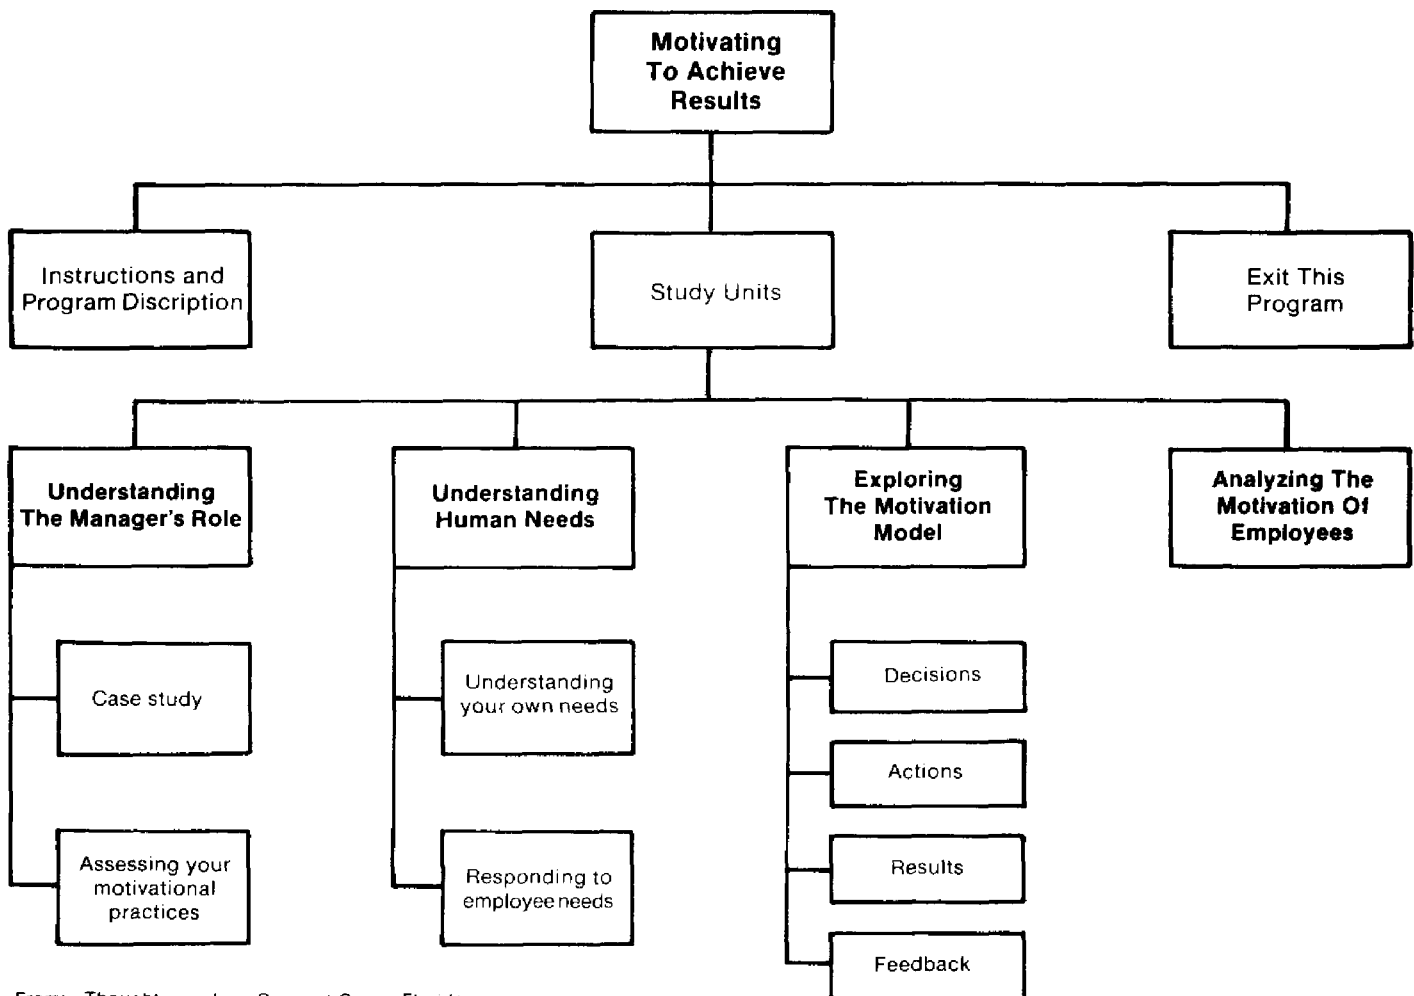 Motivating
To Achieve
Results
Instructions and
Program Discription
Study Units
Exit This
Program
Understanding
The Manager's Role
Understanding
Human Needs
Exploring
The Motivation
Model
Analyzing The
Motivation Of
Employees
Case study
Assessing your
motivational
practices
Understanding
your own needs
Responding to
employee needs
Decisions
Actions
Results
Feedback